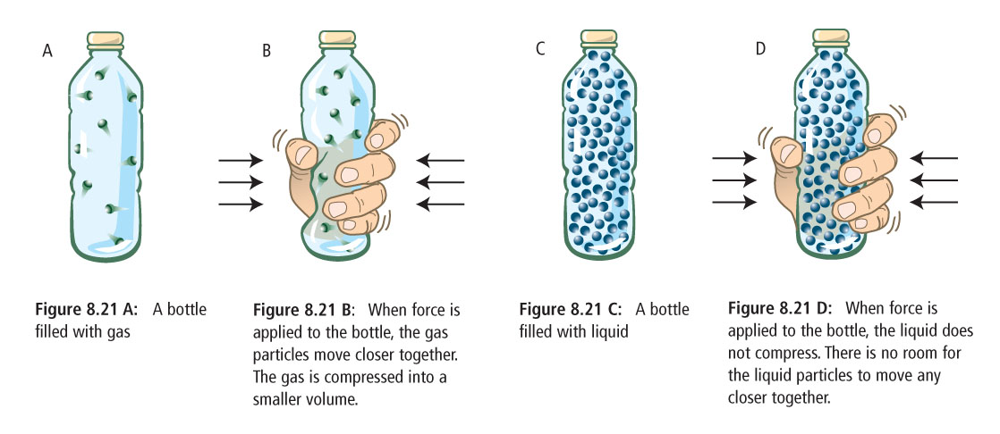 A
B
C
D
Figure 8.21 A: A bottle
filled with gas
Figure 8.21 B: When force is
applied to the bottle, the gas
particles move closer together.
The gas is compressed into a
smaller volume.
Figure 8.21 C: A bottle
filled with liquid
Figure 8.21 D: When force is
applied to the bottle, the liquid does
not compress. There is no room for
the liquid particles to move any
closer together.